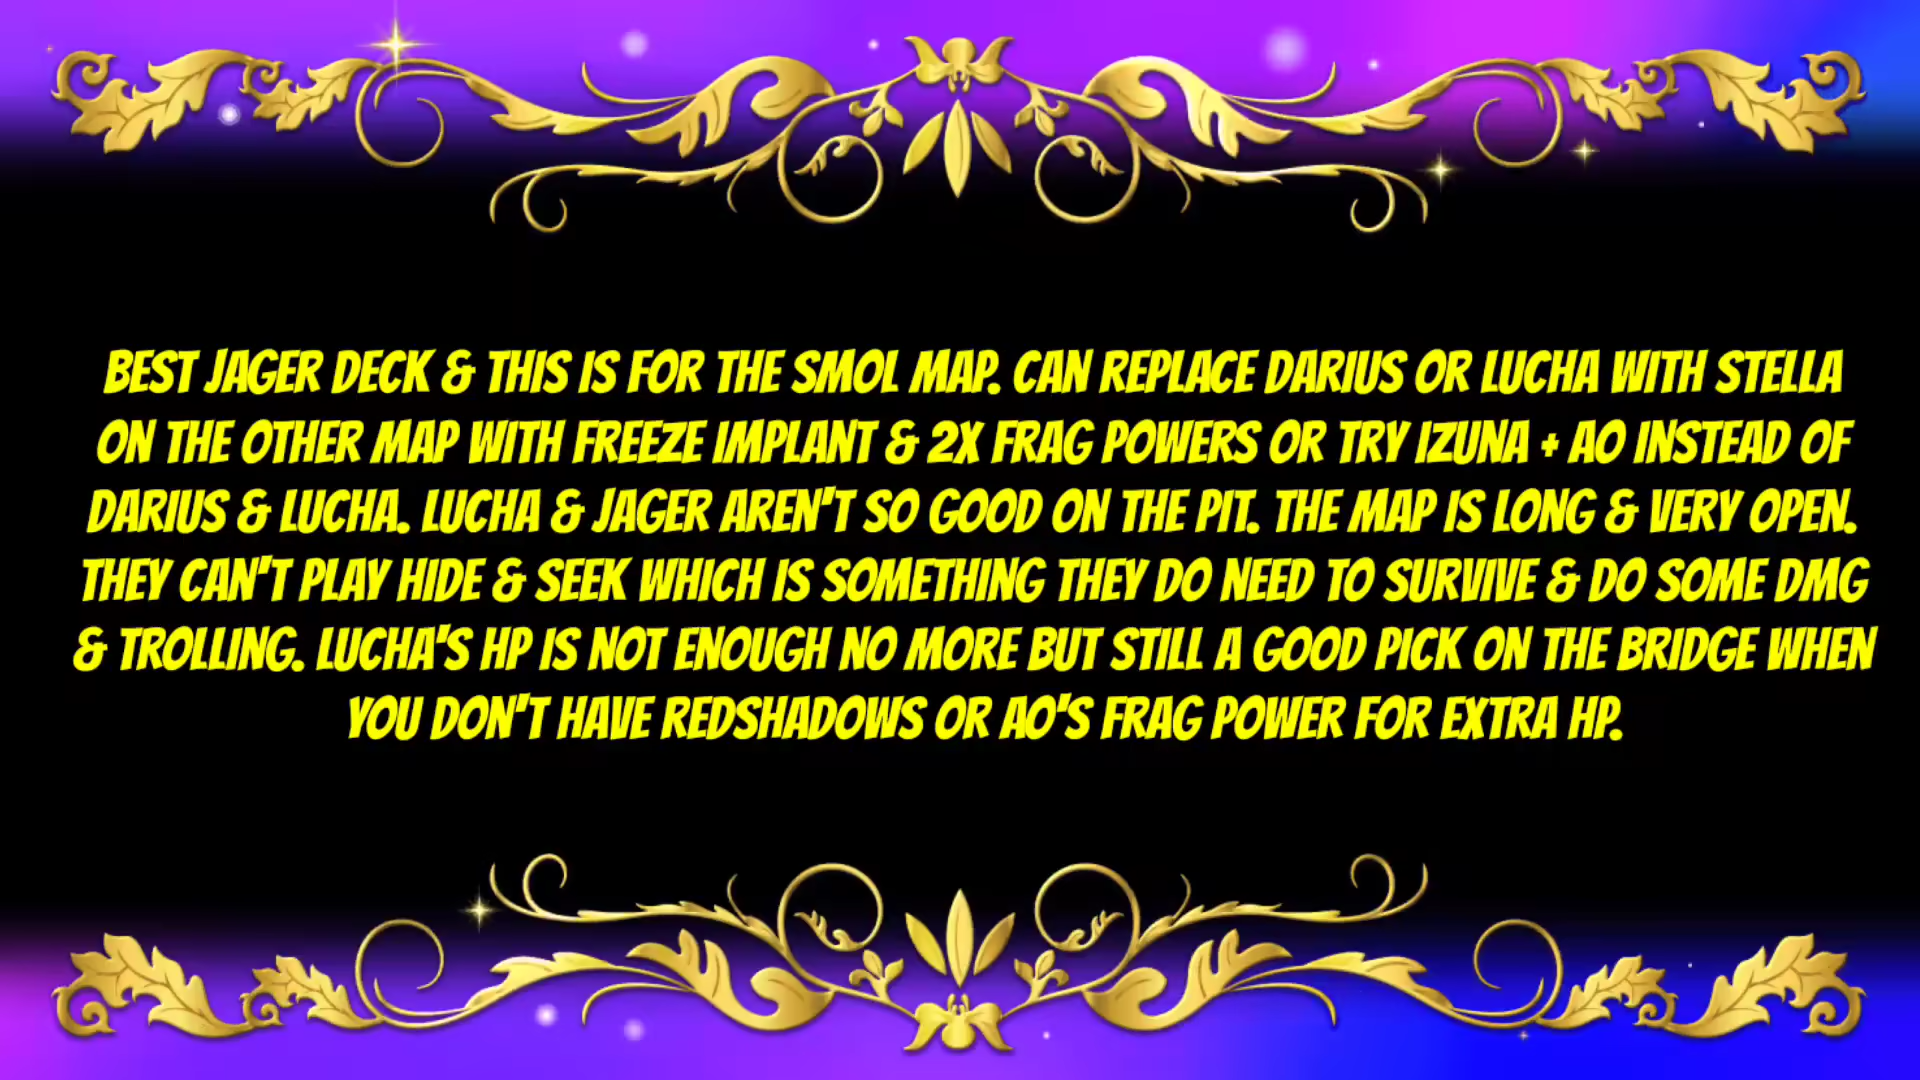 BEST JAGER DECK & THIS IS FOR THE SMOL MAP. CAN REPLACE DARIUS OR LUCHA WITH STELLA
ON THE OTHER MAP WITH FREEZE IMPLANT & 2X FRAG POWERS OR TRY IZUNA + AO INSTEAD OF
DARIUS & LUCHA. LUCHA & JAGER AREN'T SO GOOD ON THE PIT. THE MAP IS LONG & VERY OPEN.
THEY CAN'T PLAY HIDE & SEEK WHICH IS SOMETHING THEY DO NEED TO SURVIVE & DO SOME DMG
& TROLLING. LUCHA'S HP IS NOT ENOUGH NO MORE BUT STILL A GOOD PICK ON THE BRIDGE WHEN
YOU DON'T HAVE REDSHADOWS OR AO'S FRAG POWER FOR EXTRA HP.